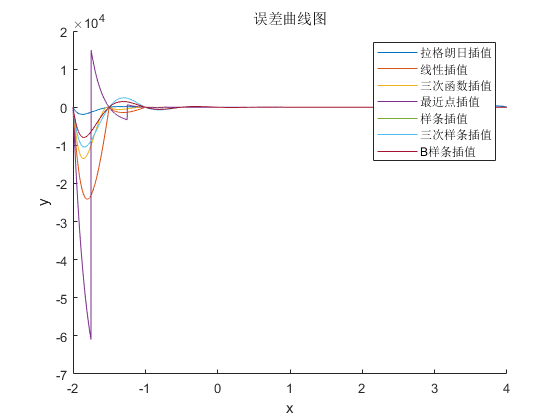 误差曲线图
×10⁴
2
1
0
-1
-2
-3
-4
-5
-6
-7
y
-2 -1 0 1 2 3 4
x
拉格朗日插值
线性插值
三次函数插值
最近点插值
样条插值
三次样条插值
B样条插值